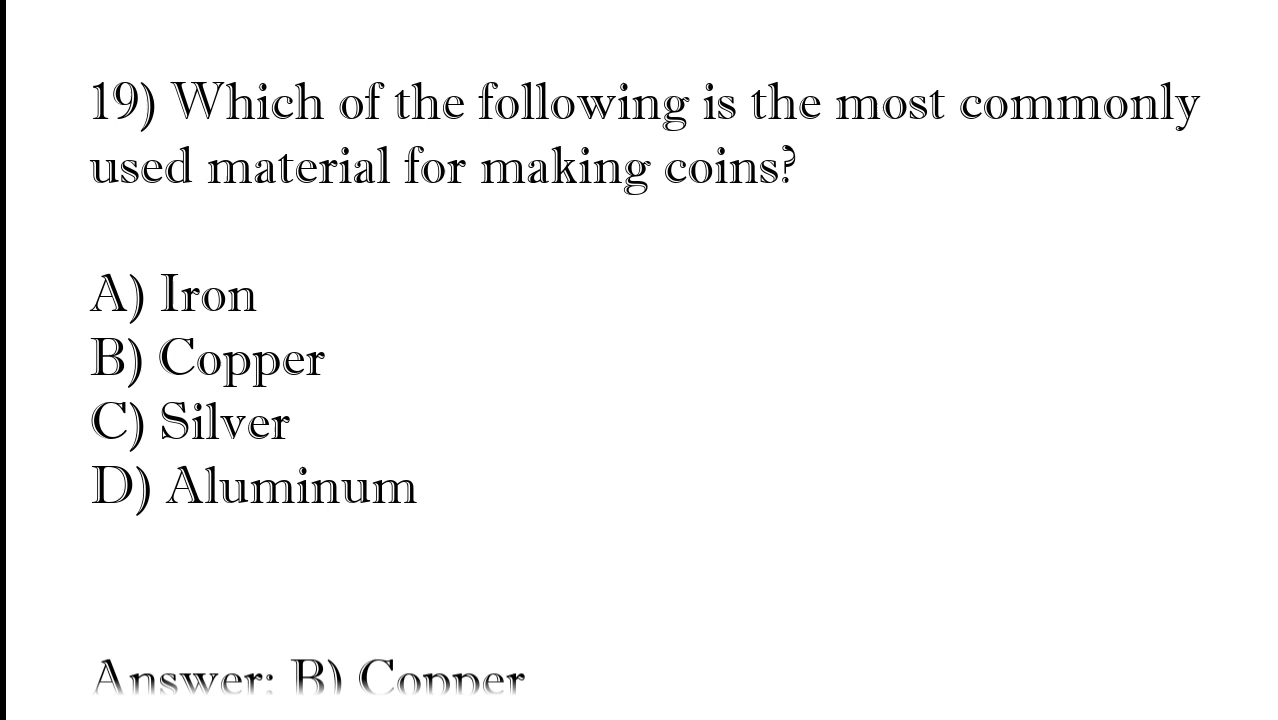 19) Which of the following is the most commonly
used material for making coins?
A) Iron
B) Copper
C) Silver
D) Aluminum
Answer: B) Copper